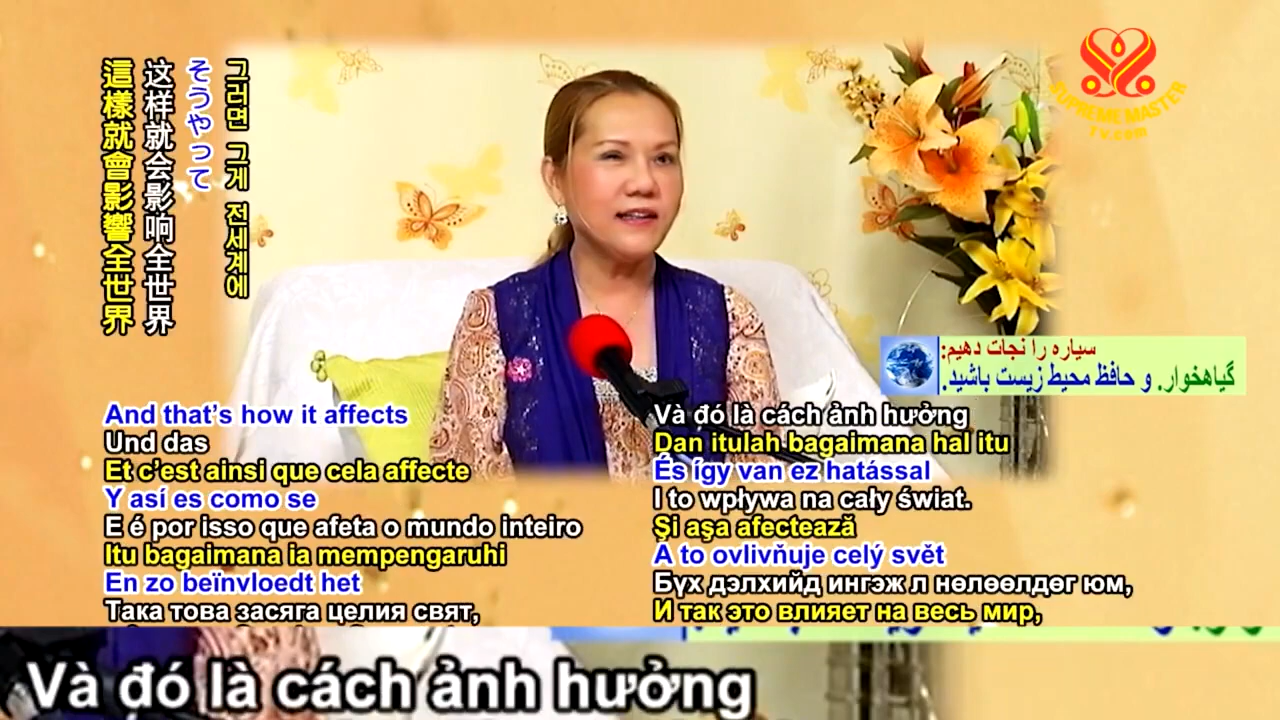 這樣就會影響全世界
这样就会影响全世界
そうやって
그러면 그게 전세계에
SUPREME MASTER
TV.com
سیاره را نجات دهیم:
گیاهخوار. و حافظ محیط زیست باشید.
And that’s how it affects
Und das
Et c’est ainsi que cela affecte
Y así es como se
E é por isso que afeta o mundo inteiro
Itu bagaimana ia mempengaruhi
En zo beïnvloedt het
Така това засяга целия свят,
Và đó là cách ảnh hưởng
Dan itulah bagaimana hal itu
És így van ez hatással
I to wpływa na cały świat.
Şi aşa afectează
A to ovlivňuje celý svět
Бүх дэлхийд ингэж л нөлөөлдөг юм,
И так это влияет на весь мир,
Và đó là cách ảnh hưởng